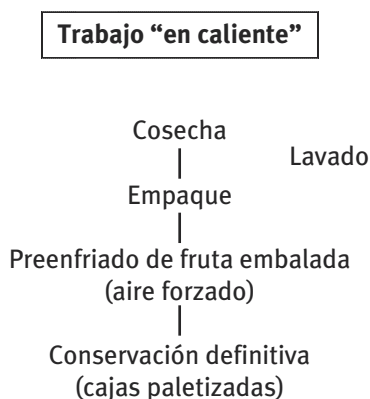 Trabajo “en caliente”
Cosecha
Lavado
Empaque
Preenfriado de fruta embalada
(aire forzado)
Conservación definitiva
(cajas paletizadas)